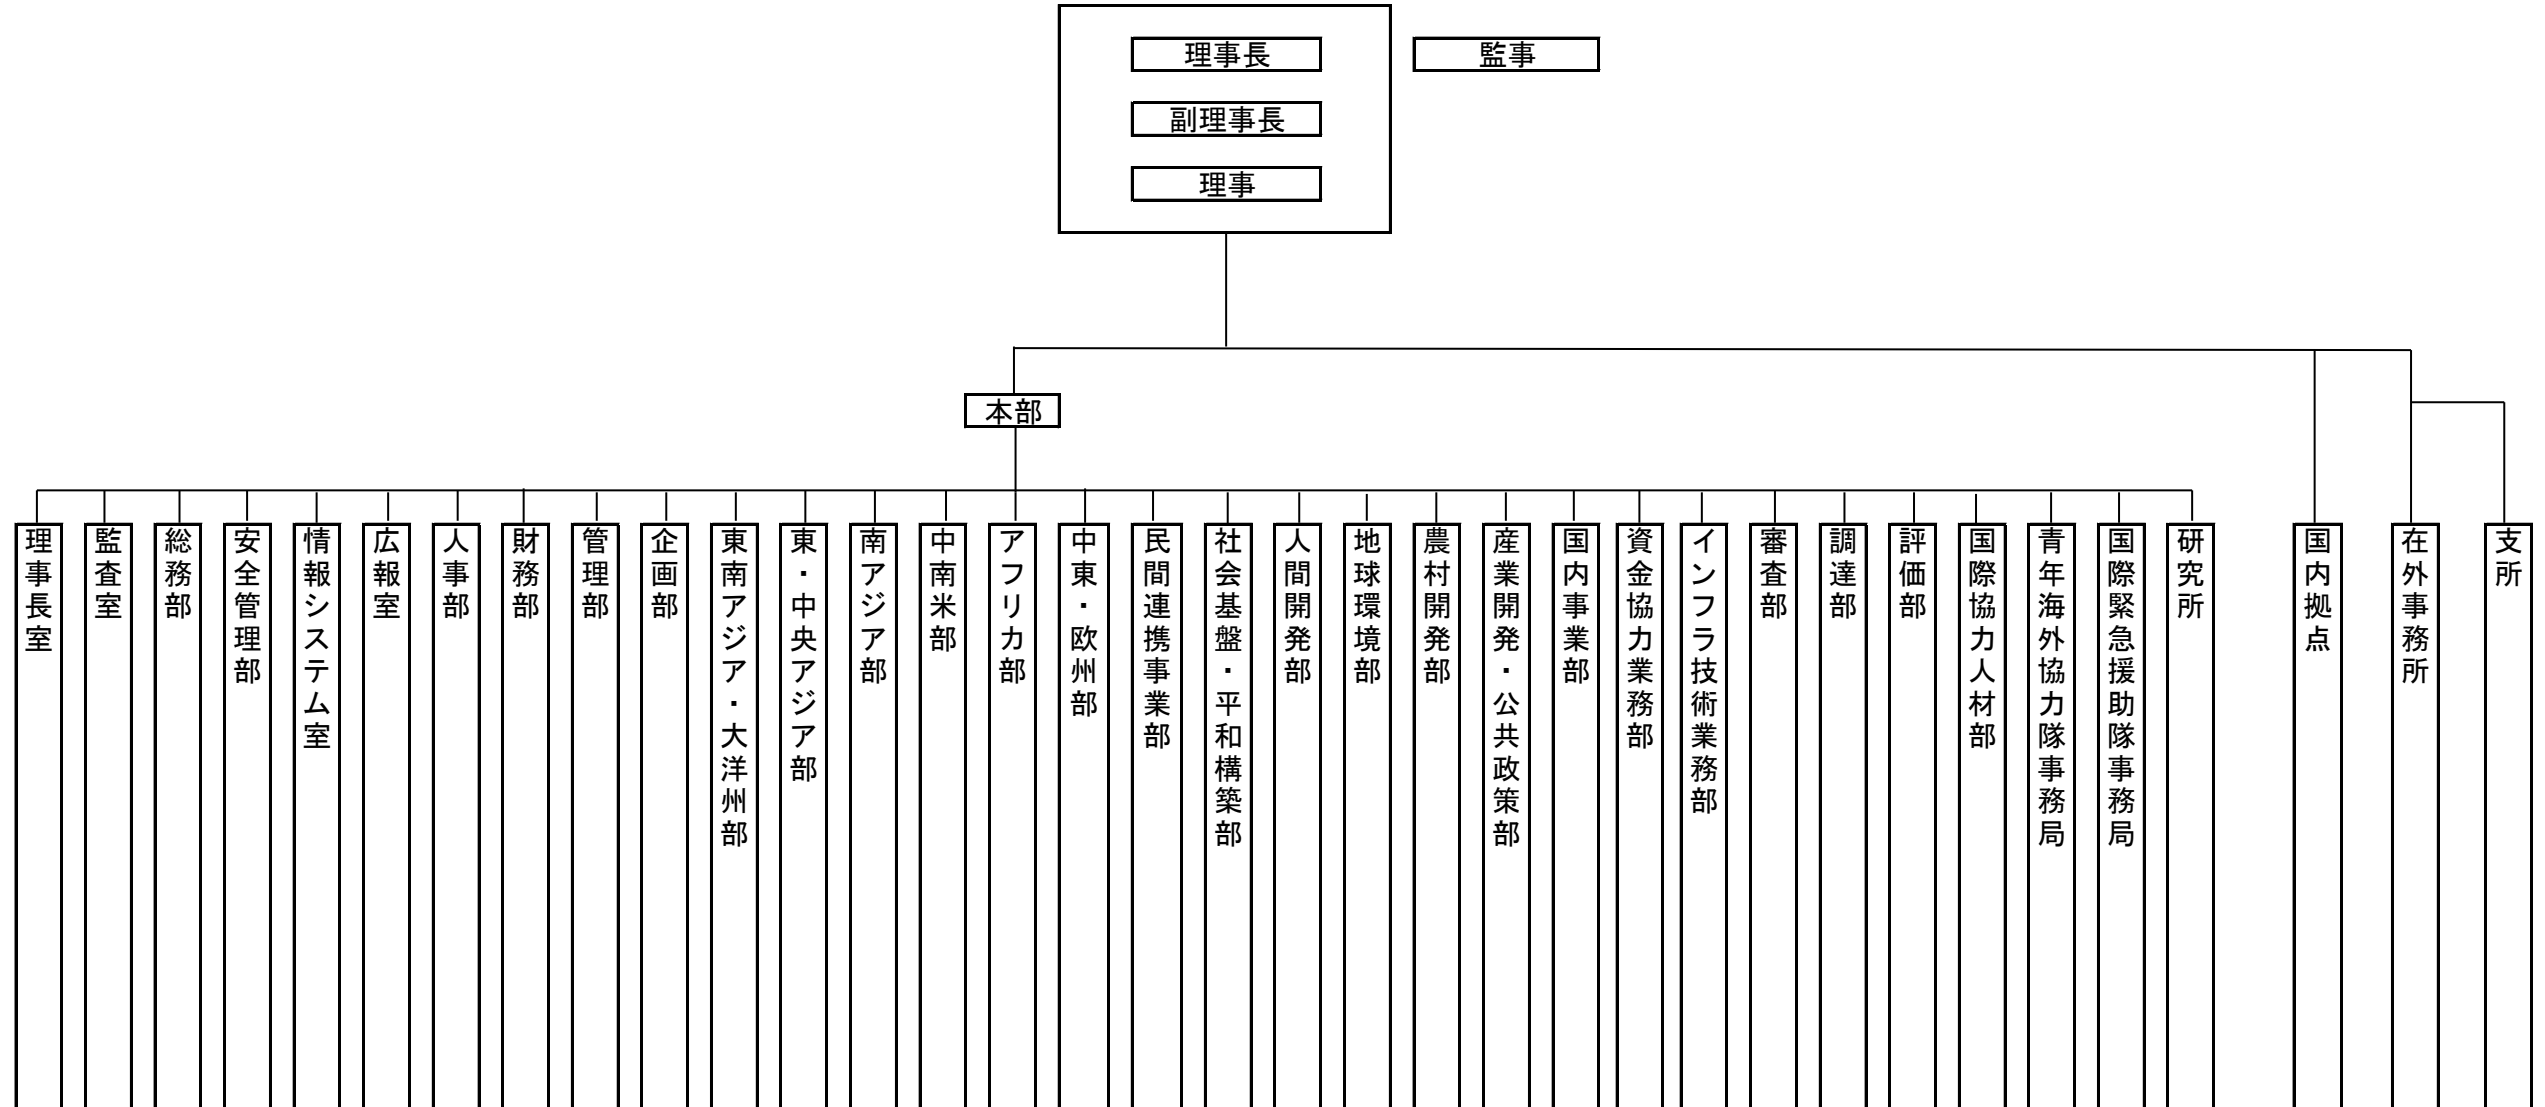 理事長
監事
副理事長
理事
本部
理事長室
監査室
総務部
安全管理部
情報システム室
広報室
人事部
財務部
管理部
企画部
東南アジア・大洋州部
東・中央アジア部
南アジア部
中南米部
アフリカ部
中東・欧州部
民間連携事業部
社会基盤・平和構築部
人間開発部
地球環境部
農村開発部
産業開発・公共政策部
国内事業部
資金協力業務部
インフラ技術業務部
審査部
調達部
評価部
国際協力人材部
青年海外協力隊事務局
国際緊急援助隊事務局
研究所
国内拠点
在外事務所
支所